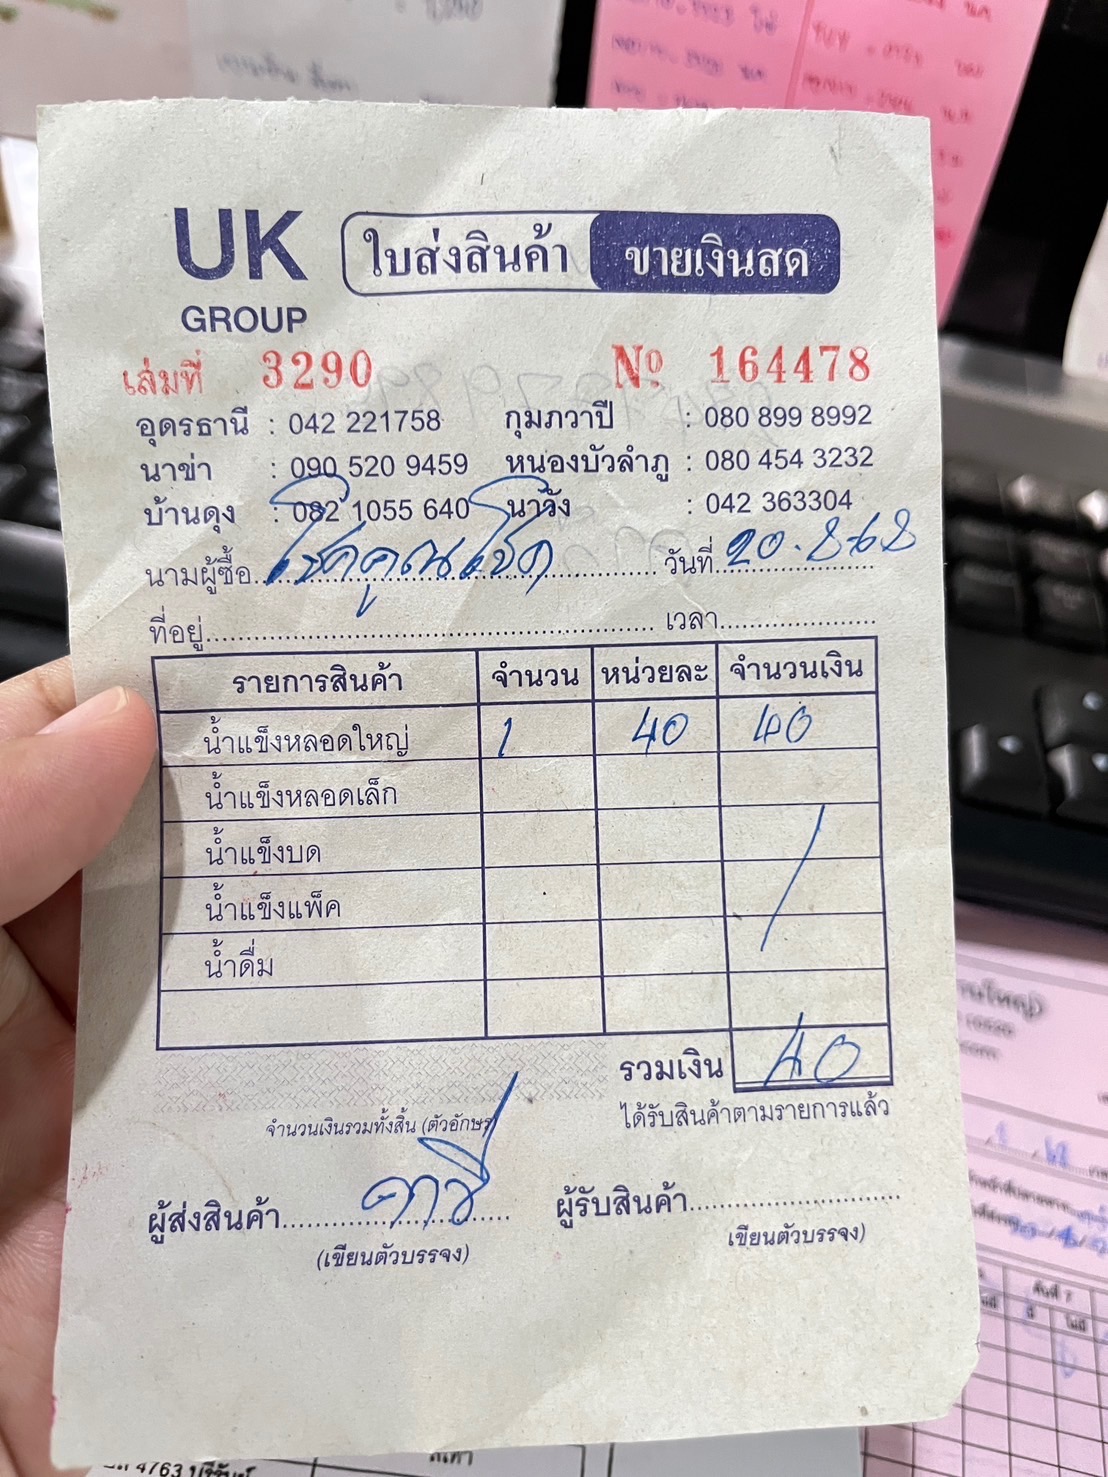 UK
GROUP
ใบส่งสินค้า ขายเงินสด
เล่มที่ 3290 Nº 164478
อุดรธานี : 042 221758 กุมภวาปี : 080 899 8992
นาข่า : 090 520 9459 หนองบัวลำภู : 080 454 3232
บ้านดุง : 082 1055 640 นาวัง : 042 363304
นามผู้ซื้อ โชคคูณโชค วันที่ 20.8.68
ที่อยู่ เวลา
รายการสินค้า จำนวน หน่วยละ จำนวนเงิน
น้ำแข็งหลอดใหญ่ 1 40 40
น้ำแข็งหลอดเล็ก
น้ำแข็งบด
น้ำแข็งแพ็ค
น้ำดื่ม
รวมเงิน 40
จำนวนเงินรวมทั้งสิ้น (ตัวอักษร)
ได้รับสินค้าตามรายการแล้ว
ผู้ส่งสินค้า ผู้รับสินค้า
(เขียนตัวบรรจง) เขียนตัวบรรจง)